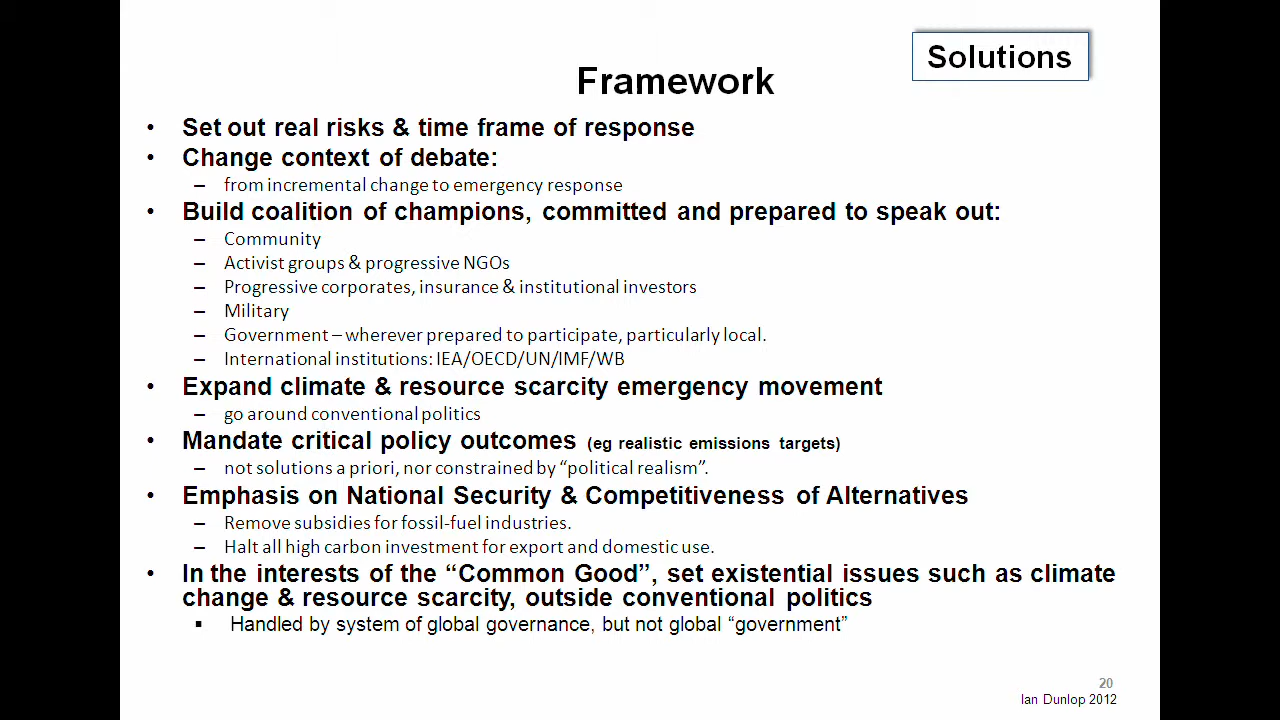 Solutions
Framework
• Set out real risks & time frame of response
• Change context of debate:
– from incremental change to emergency response
• Build coalition of champions, committed and prepared to speak out:
– Community
– Activist groups & progressive NGOs
– Progressive corporates, insurance & institutional investors
– Military
– Government – wherever prepared to participate, particularly local.
– International institutions: IEA/OECD/UN/IMF/WB
• Expand climate & resource scarcity emergency movement
– go around conventional politics
• Mandate critical policy outcomes (eg realistic emissions targets)
– not solutions a priori, nor constrained by “political realism”.
• Emphasis on National Security & Competitiveness of Alternatives
– Remove subsidies for fossil-fuel industries.
– Halt all high carbon investment for export and domestic use.
• In the interests of the “Common Good”, set existential issues such as climate
change & resource scarcity, outside conventional politics
▪ Handled by system of global governance, but not global “government”
20
Ian Dunlop 2012